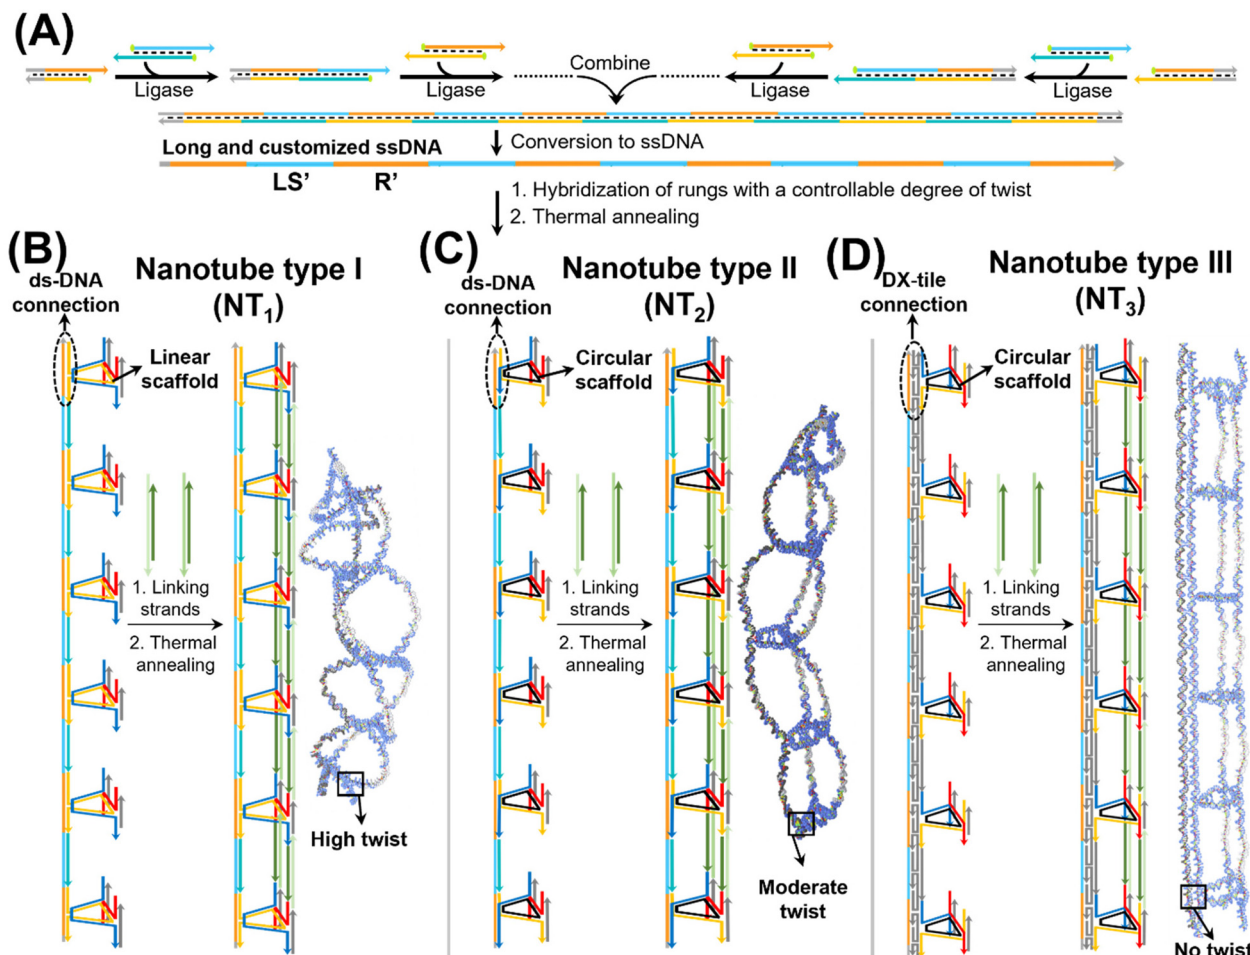 (A)
Ligase
Ligase
Combine
Ligase
Ligase
Long and customized ssDNA
Conversion to ssDNA
LS’
R’
1. Hybridization of rungs with a controllable degree of twist
2. Thermal annealing
(B)
Nanotube type I
(NT1)
ds-DNA
connection
Linear
scaffold
1. Linking
strands
2. Thermal
annealing
High twist
(C)
Nanotube type II
(NT2)
ds-DNA
connection
Circular
scaffold
1. Linking
strands
2. Thermal
annealing
Moderate
twist
(D)
Nanotube type III
(NT3)
DX-tile
connection
Circular
scaffold
1. Linking
strands
2. Thermal
annealing
No twist